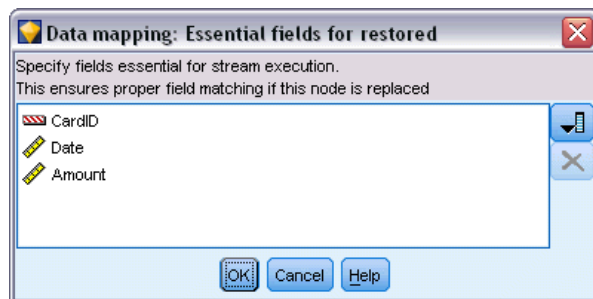 Data mapping: Essential fields for restored
Specify fields essential for stream execution.
This ensures proper field matching if this node is replaced
CardID
Date
Amount
OK Cancel Help